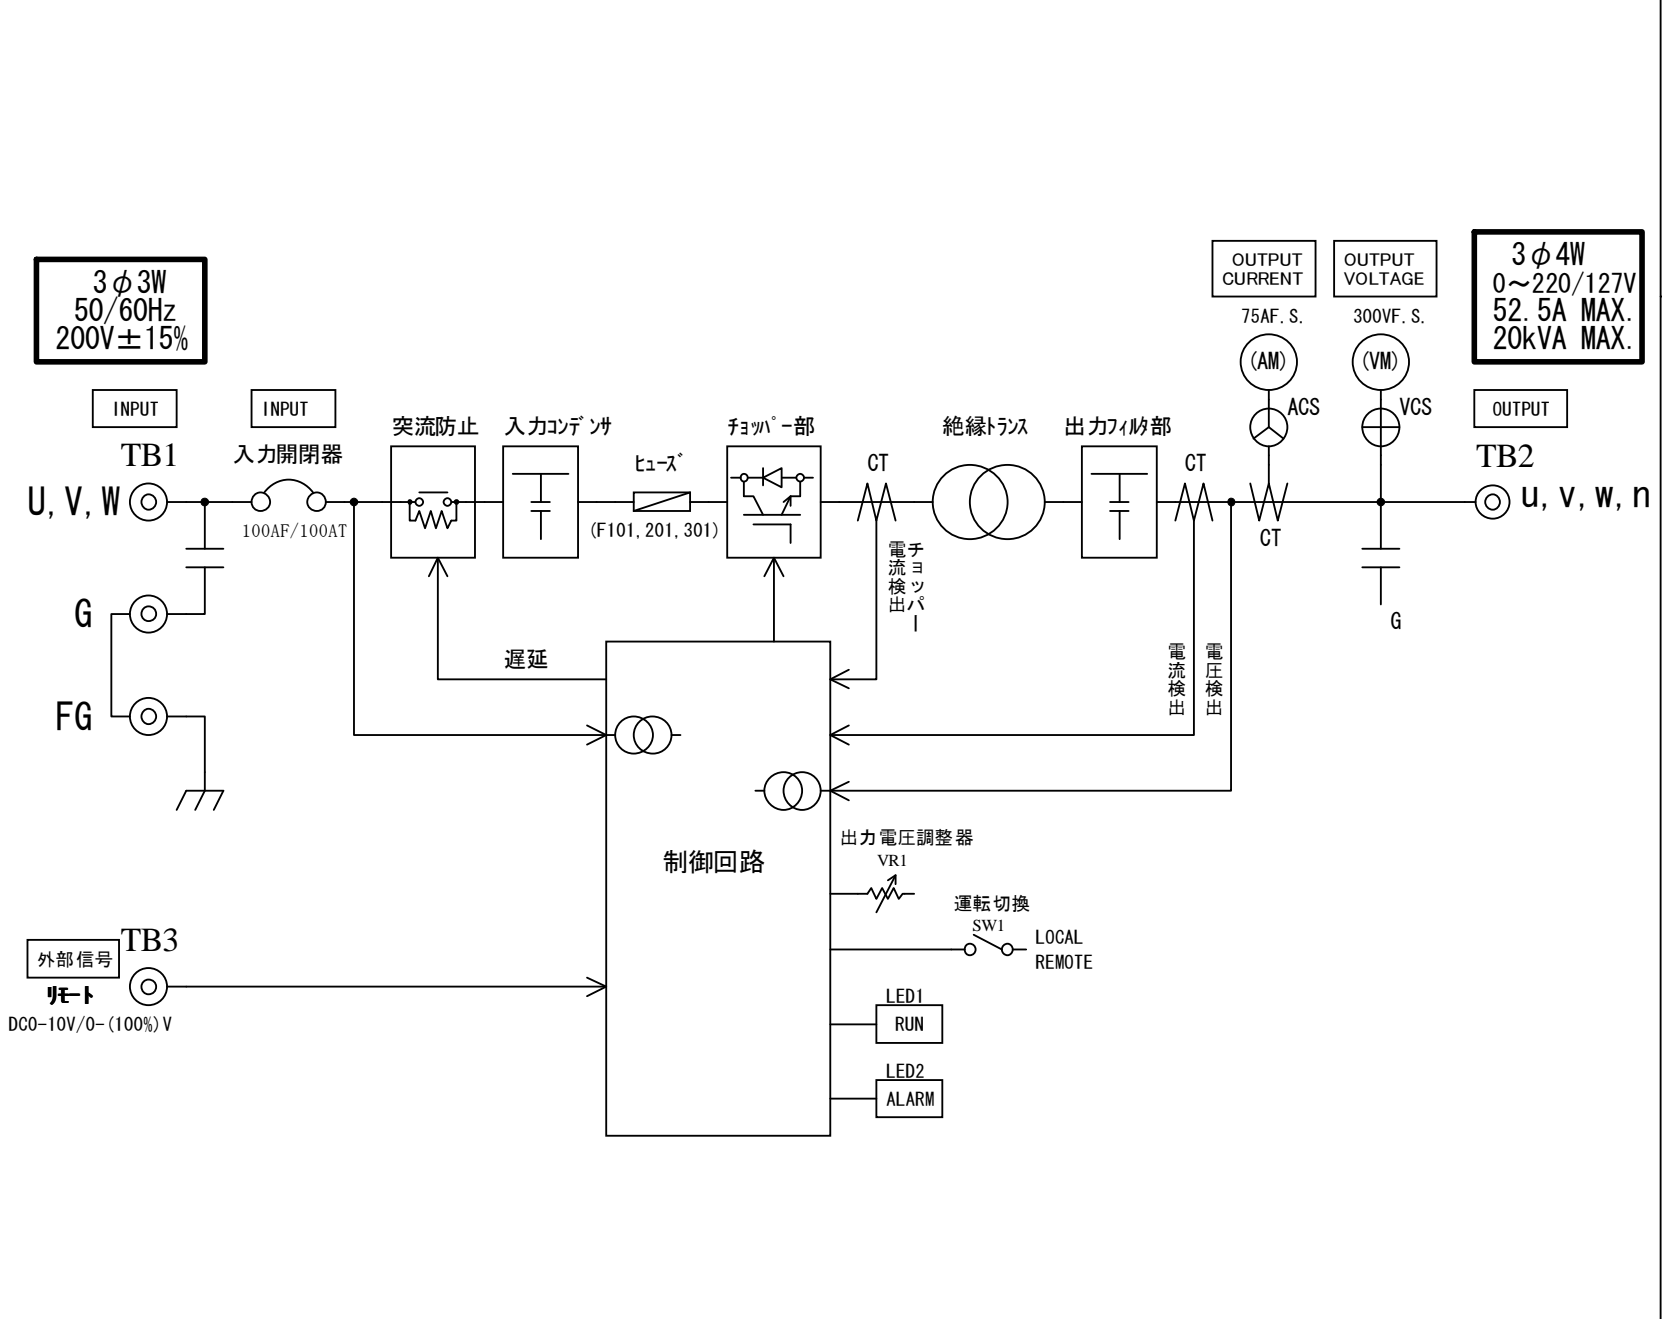 3φ3W
50/60Hz
200V±15%
INPUT
TB1
U,V,W
G
FG
INPUT
入力開閉器
100AF/100AT
突流防止
入力ｺﾝﾃﾞﾝｻ
ﾋｭｰｽﾞ
(F101,201,301)
ﾁｮｯﾊﾟｰ部
CT
チョッパー
電流検出
絶縁ﾄﾗﾝｽ
出力ﾌｨﾙﾀ部
CT
OUTPUT
CURRENT
75AF.S.
(AM)
ACS
CT
OUTPUT
VOLTAGE
300VF.S.
(VM)
VCS
G
3φ4W
0～220/127V
52.5A MAX.
20kVA MAX.
OUTPUT
TB2
u,v,w,n
遅延
電流検出
電圧検出
制御回路
出力電圧調整器
VR1
運転切換
SW1
LOCAL
REMOTE
LED1
RUN
LED2
ALARM
TB3
外部信号
ﾘﾓｰﾄ
DC0-10V/0-(100%)V